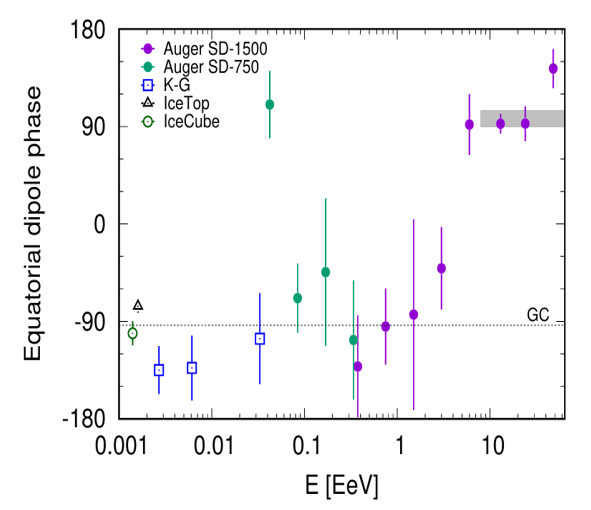 180
90
0
-90
-180
Equatorial dipole phase
Auger SD-1500
Auger SD-750
K-G
IceTop
IceCube
GC
0.001 0.01 0.1 1 10
E [EeV]